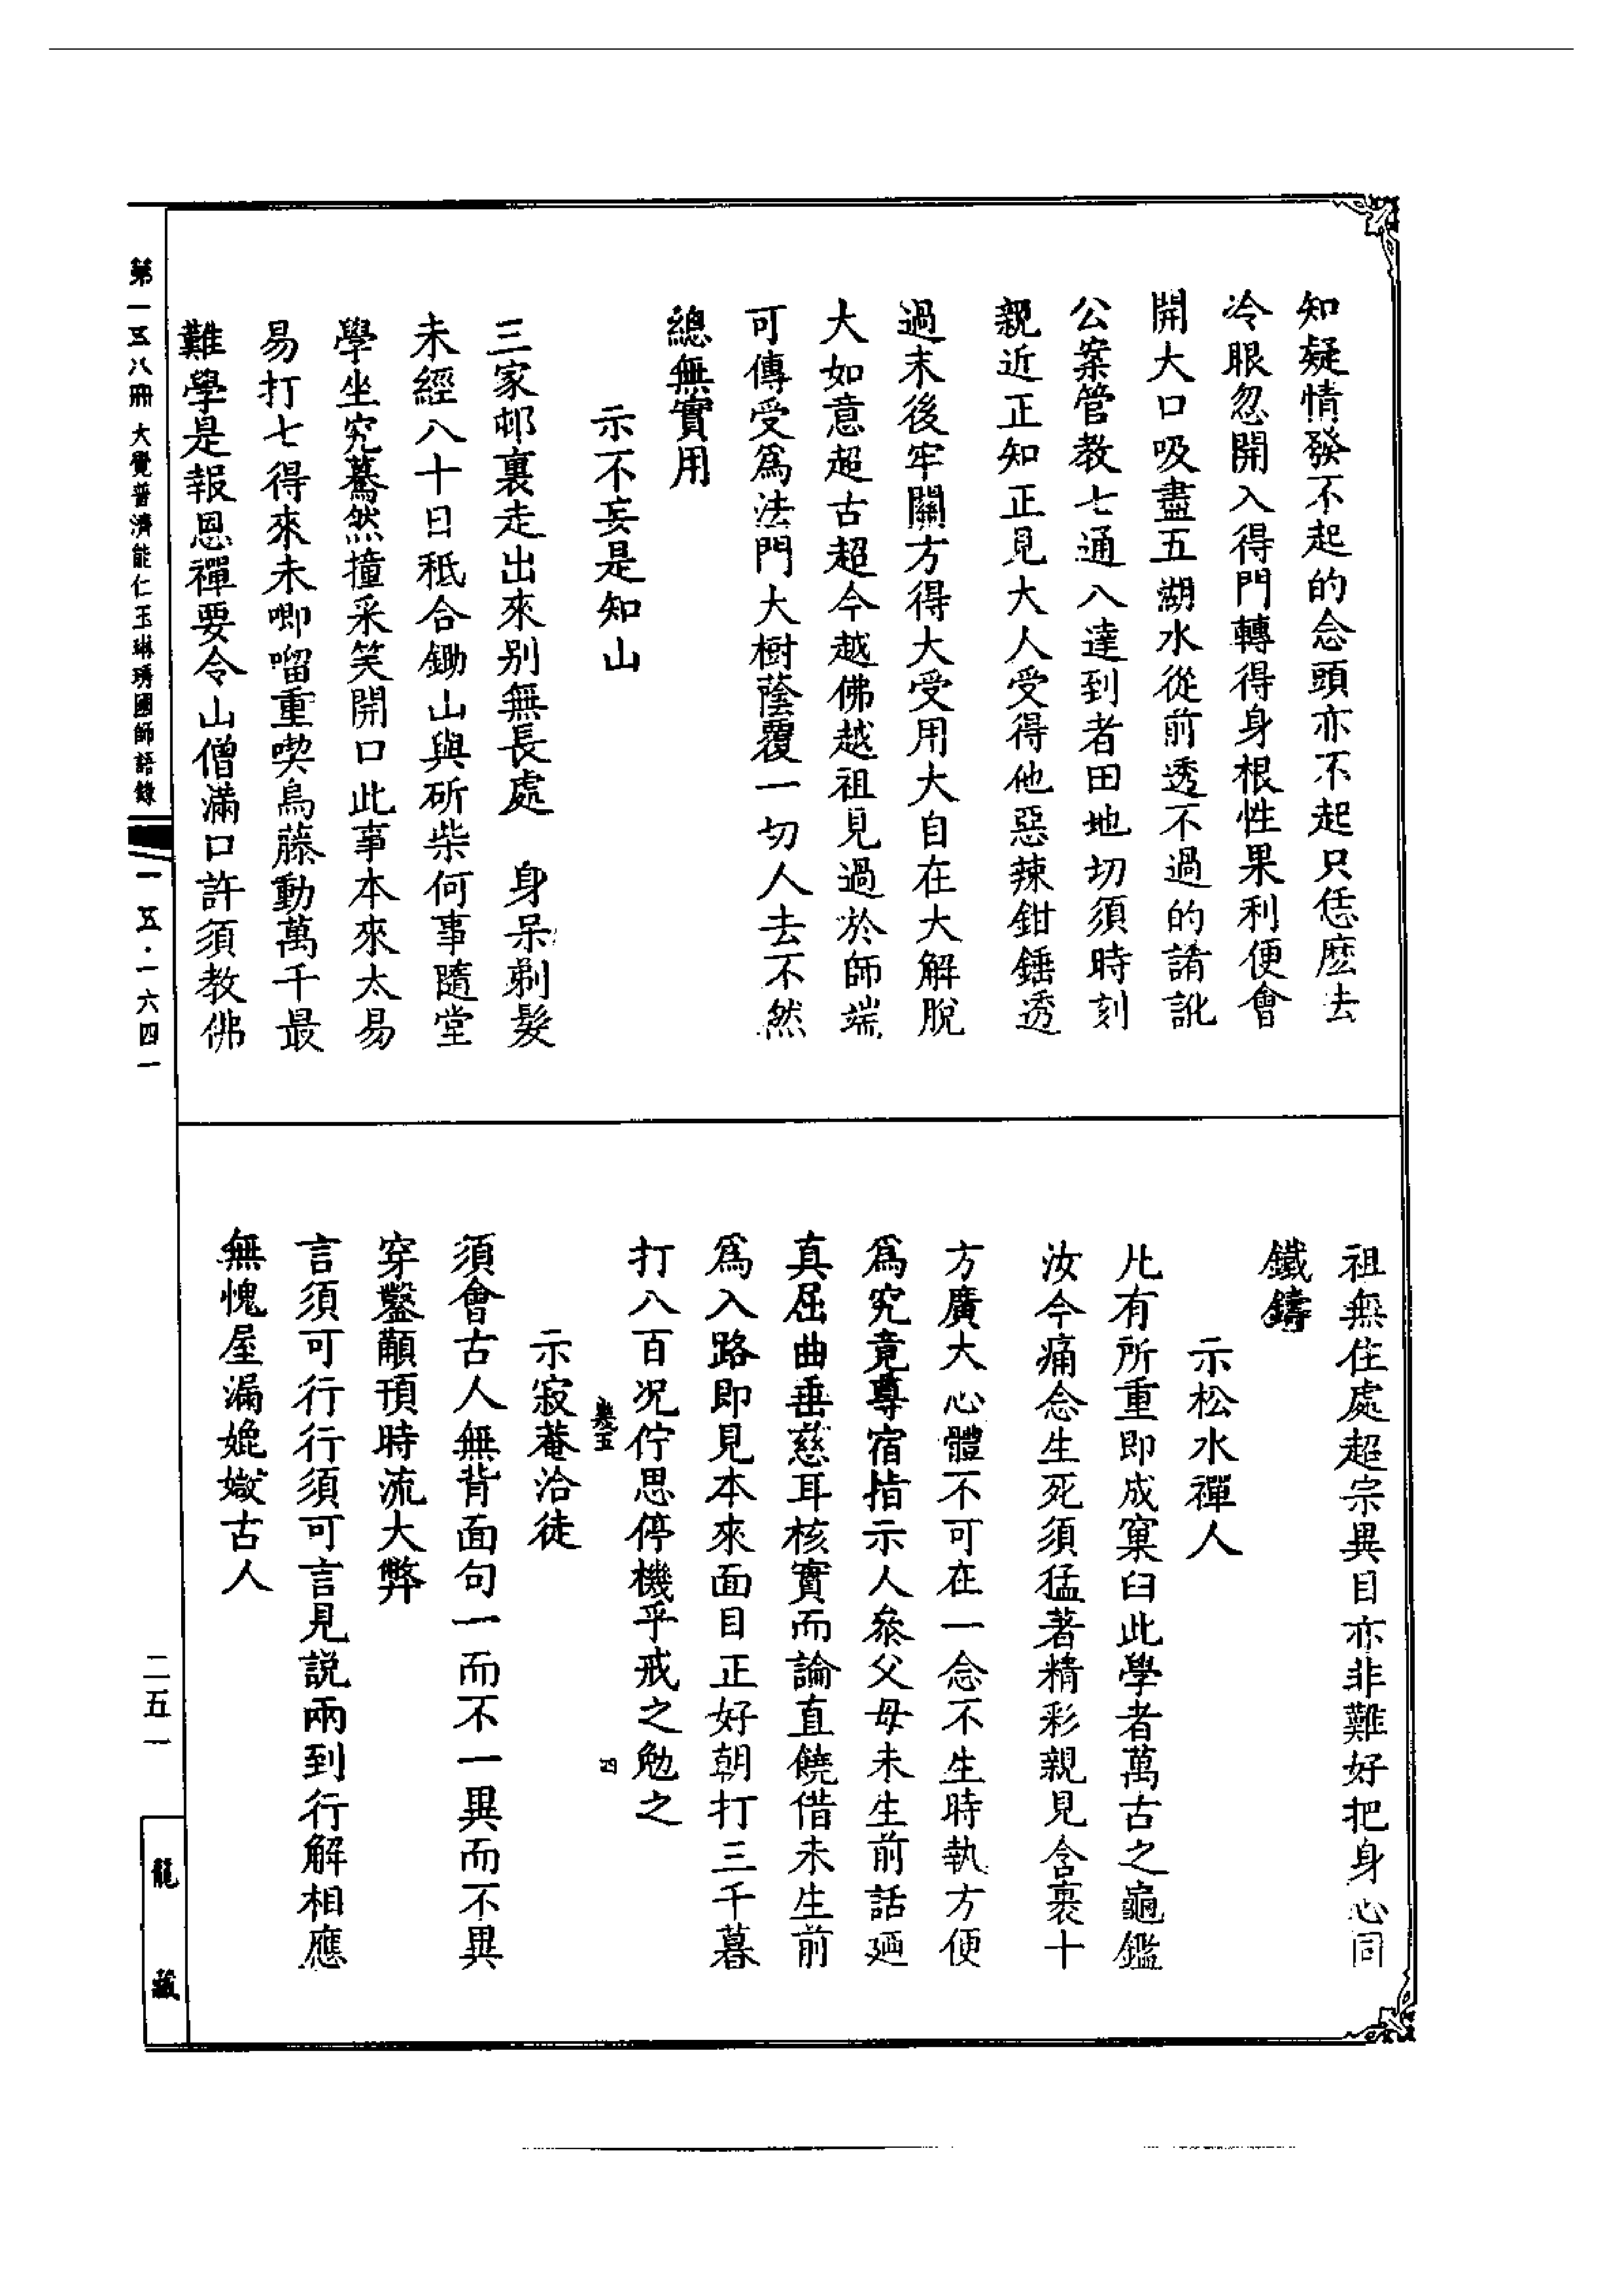 知疑情發不起的念頭亦不起只恁麽去
冷眼忽開入得門轉得身根性果利便會
開大口吸盡五湖水從前透不過的誵訛
公案管教七通八達到者田地切須時刻
親近正知正見大人受得他惡辣鉗錘透
過末後牢關方得大受用大自在大解脫
大如意超古超今越佛越祖見過於師端
可傳受爲法門大樹蔭覆一切人去不然
總無實用
示不妄是知山
三家邨裏走出來别無長處　身呆剃髮
未經八十日秖合鋤山與斫柴何事隨堂
學坐究驀然撞采笑開口此事本來太易
易打七得來未唧噹重喫烏藤動萬千最
難學是報恩禪要令山僧滿口許須教佛
祖無住處超宗異目亦非難好把身心同
鐵鑄
示松水禪人
凡有所重即成窠臼此學者萬古之龜鑑
汝今痛念生死須猛著精彩親見含裹十
方廣大心體不可在一念不生時執方便
爲究竟尊宿指示人叅父母未生前話廼
真屈曲垂慈耳核實而論直饒借未生前
爲入路即見本來面目正好朝打三千暮
打八百况佇思停機乎戒之勉之
卷五
四
示寂菴洽徒
須會古人無背面句一而不一異而不異
穿鑿顢頇時流大弊
言須可行行須可言見説兩到行解相應
無愧屋漏媲媺古人
第一五八冊
大覺普濟能仁玉琳琇國師語錄
一五·一六四一
二五一
龍藏